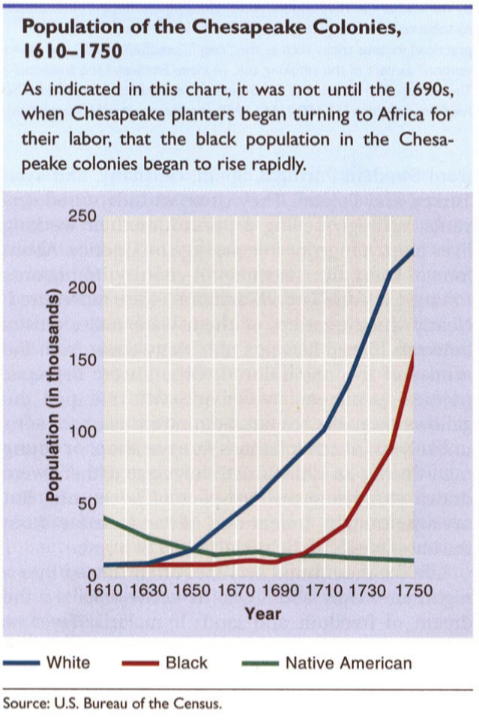 Population of the Chesapeake Colonies,
1610–1750
As indicated in this chart, it was not until the 1690s,
when Chesapeake planters began turning to Africa for
their labor, that the black population in the Chesa-
peake colonies began to rise rapidly.
250
200
150
100
50
0
Population (in thousands)
1610 1630 1650 1670 1690 1710 1730 1750
Year
White Black Native American
Source: U.S. Bureau of the Census.